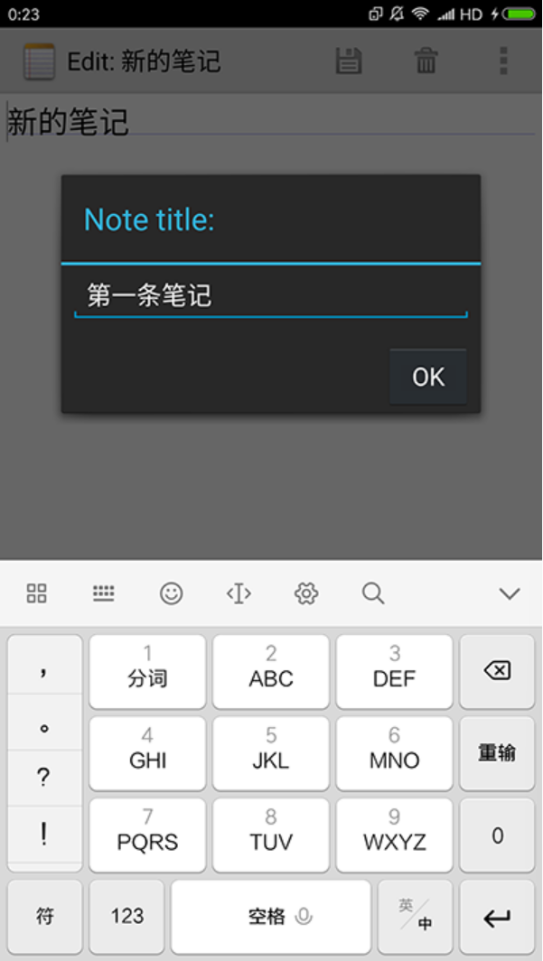 0:23 HD
Edit: 新的笔记
新的笔记
Note title:
第一条笔记
OK
, 1 2 3
分词 ABC DEF
。 4 5 6 重输
? GHI JKL MNO
! 7 8 9 0
PQRS TUV WXYZ
符 123 空格 英/中